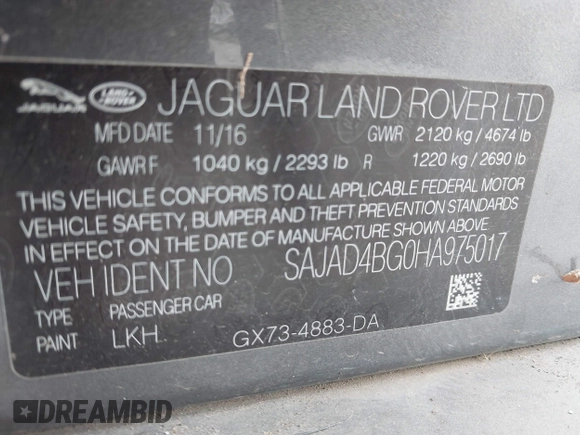 JAGUAR LAND ROVER JAGUAR LAND ROVER LTD
MFD DATE 11/16 GWR 2120 kg / 4674 lb
GAWR F 1040 kg / 2293 lb R 1220 kg / 2690 lb
THIS VEHICLE CONFORMS TO ALL APPLICABLE FEDERAL MOTOR
VEHICLE SAFETY, BUMPER AND THEFT PREVENTION STANDARDS
IN EFFECT ON THE DATE OF MANUFACTURE SHOWN ABOVE.
VEH IDENT NO SAJAD4BG0HA975017
TYPE PASSENGER CAR
PAINT LKH GX73-4883-DA
DREAMBID